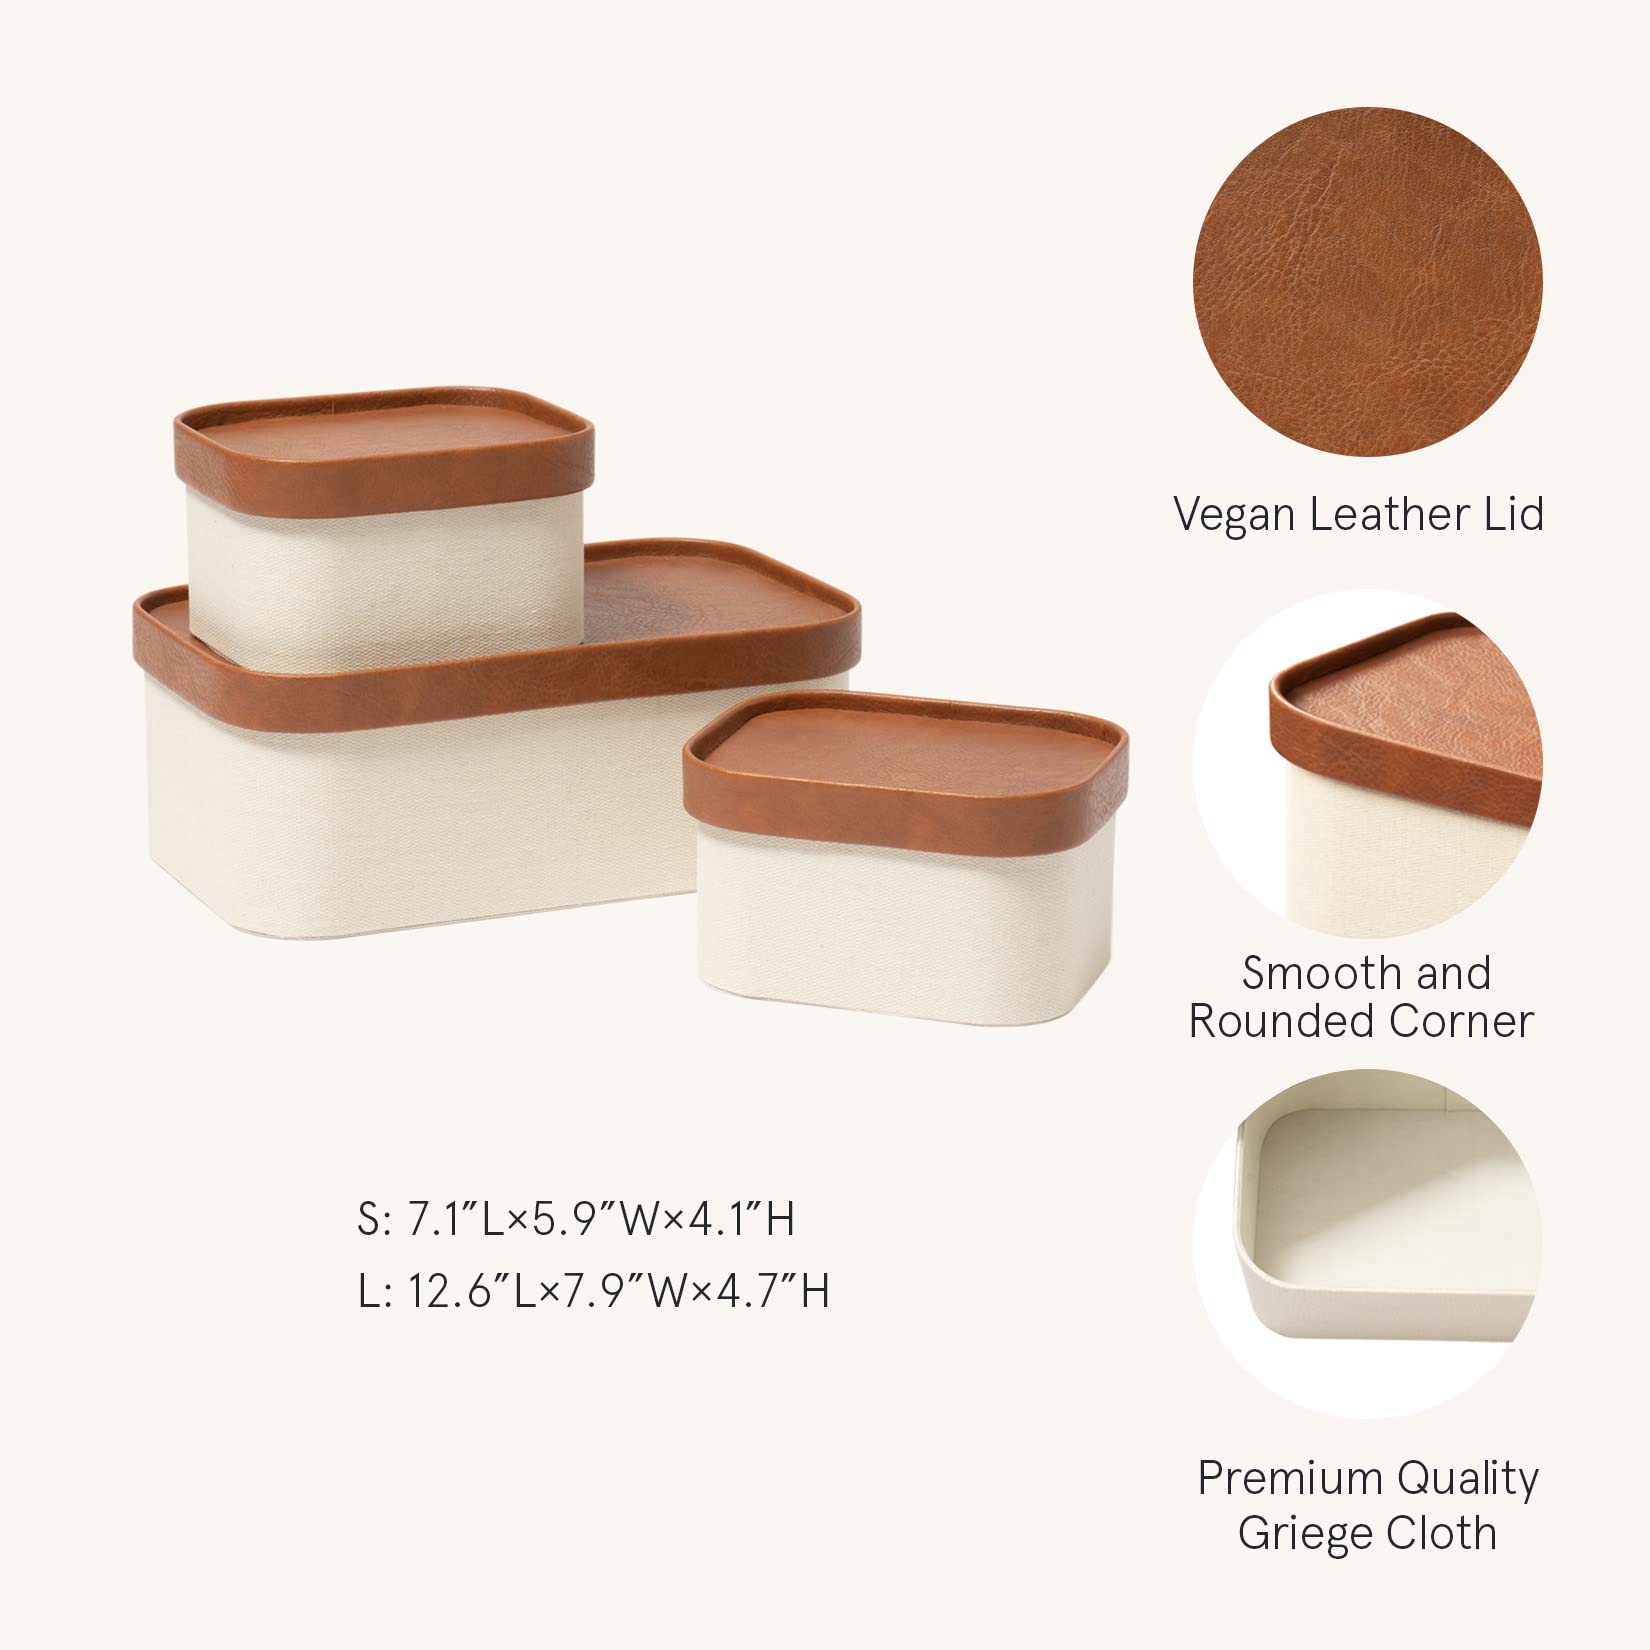 Vegan Leather Lid
Smooth and
Rounded Corner
S: 7.1″L×5.9″W×4.1″H
L: 12.6″L×7.9″W×4.7″H
Premium Quality
Griege Cloth